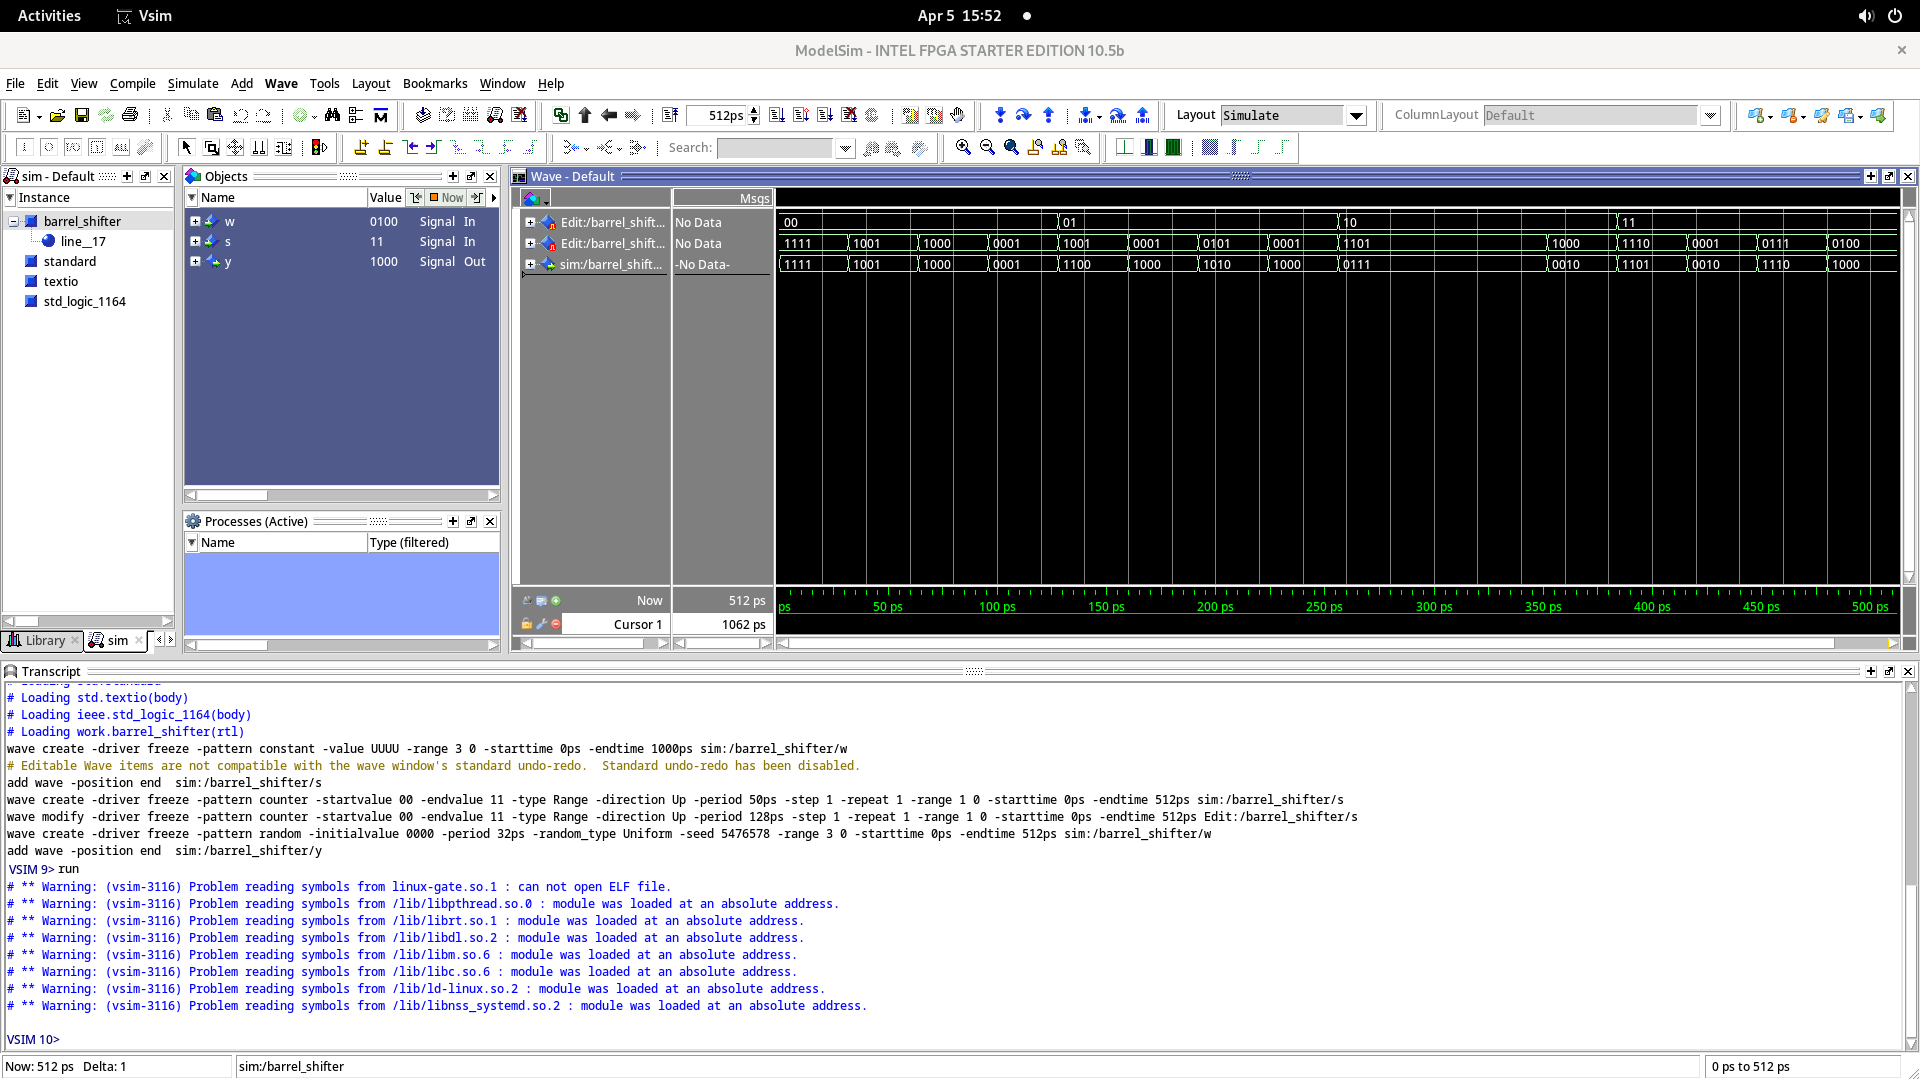 Activities
Vsim
Apr 5 15:52
ModelSim - INTEL FPGA STARTER EDITION 10.5b
File Edit View Compile Simulate Add Wave Tools Layout Bookmarks Window Help
512ps
Layout Simulate
ColumnLayout Default
Search:
sim - Default
Instance
barrel_shifter
line__17
standard
textio
std_logic_1164
Library
sim
Objects
Name Value Now
w 0100 Signal In
s 11 Signal In
y 1000 Signal Out
Processes (Active)
Name Type (filtered)
Wave - Default
Msgs
Edit:/barrel_shift... No Data 00 01 10 11
Edit:/barrel_shift... No Data 1111 1001 1000 0001 1001 0001 0101 0001 1101 1000 1110 0001 0111 0100
sim:/barrel_shift... -No Data- 1111 1001 1000 0001 1100 1000 1010 1000 0111 0010 1101 0010 1110 1000
Now 512 ps
ps 50 ps 100 ps 150 ps 200 ps 250 ps 300 ps 350 ps 400 ps 450 ps 500 ps
Cursor 1 1062 ps
Transcript
# Loading std.textio(body)
# Loading ieee.std_logic_1164(body)
# Loading work.barrel_shifter(rtl)
wave create -driver freeze -pattern constant -value UUUU -range 3 0 -starttime 0ps -endtime 1000ps sim:/barrel_shifter/w
# Editable Wave items are not compatible with the wave window's standard undo-redo.  Standard undo-redo has been disabled.
add wave -position end  sim:/barrel_shifter/s
wave create -driver freeze -pattern counter -startvalue 00 -endvalue 11 -type Range -direction Up -period 50ps -step 1 -repeat 1 -range 1 0 -starttime 0ps -endtime 512ps sim:/barrel_shifter/s
wave modify -driver freeze -pattern counter -startvalue 00 -endvalue 11 -type Range -direction Up -period 128ps -step 1 -repeat 1 -range 1 0 -starttime 0ps -endtime 512ps Edit:/barrel_shifter/s
wave create -driver freeze -pattern random -initialvalue 0000 -period 32ps -random_type Uniform -seed 5476578 -range 3 0 -starttime 0ps -endtime 512ps sim:/barrel_shifter/w
add wave -position end  sim:/barrel_shifter/y
VSIM 9> run
# ** Warning: (vsim-3116) Problem reading symbols from linux-gate.so.1 : can not open ELF file.
# ** Warning: (vsim-3116) Problem reading symbols from /lib/libpthread.so.0 : module was loaded at an absolute address.
# ** Warning: (vsim-3116) Problem reading symbols from /lib/librt.so.1 : module was loaded at an absolute address.
# ** Warning: (vsim-3116) Problem reading symbols from /lib/libdl.so.2 : module was loaded at an absolute address.
# ** Warning: (vsim-3116) Problem reading symbols from /lib/libm.so.6 : module was loaded at an absolute address.
# ** Warning: (vsim-3116) Problem reading symbols from /lib/libc.so.6 : module was loaded at an absolute address.
# ** Warning: (vsim-3116) Problem reading symbols from /lib/ld-linux.so.2 : module was loaded at an absolute address.
# ** Warning: (vsim-3116) Problem reading symbols from /lib/libnss_systemd.so.2 : module was loaded at an absolute address.
VSIM 10>
Now: 512 ps  Delta: 1
sim:/barrel_shifter
0 ps to 512 ps